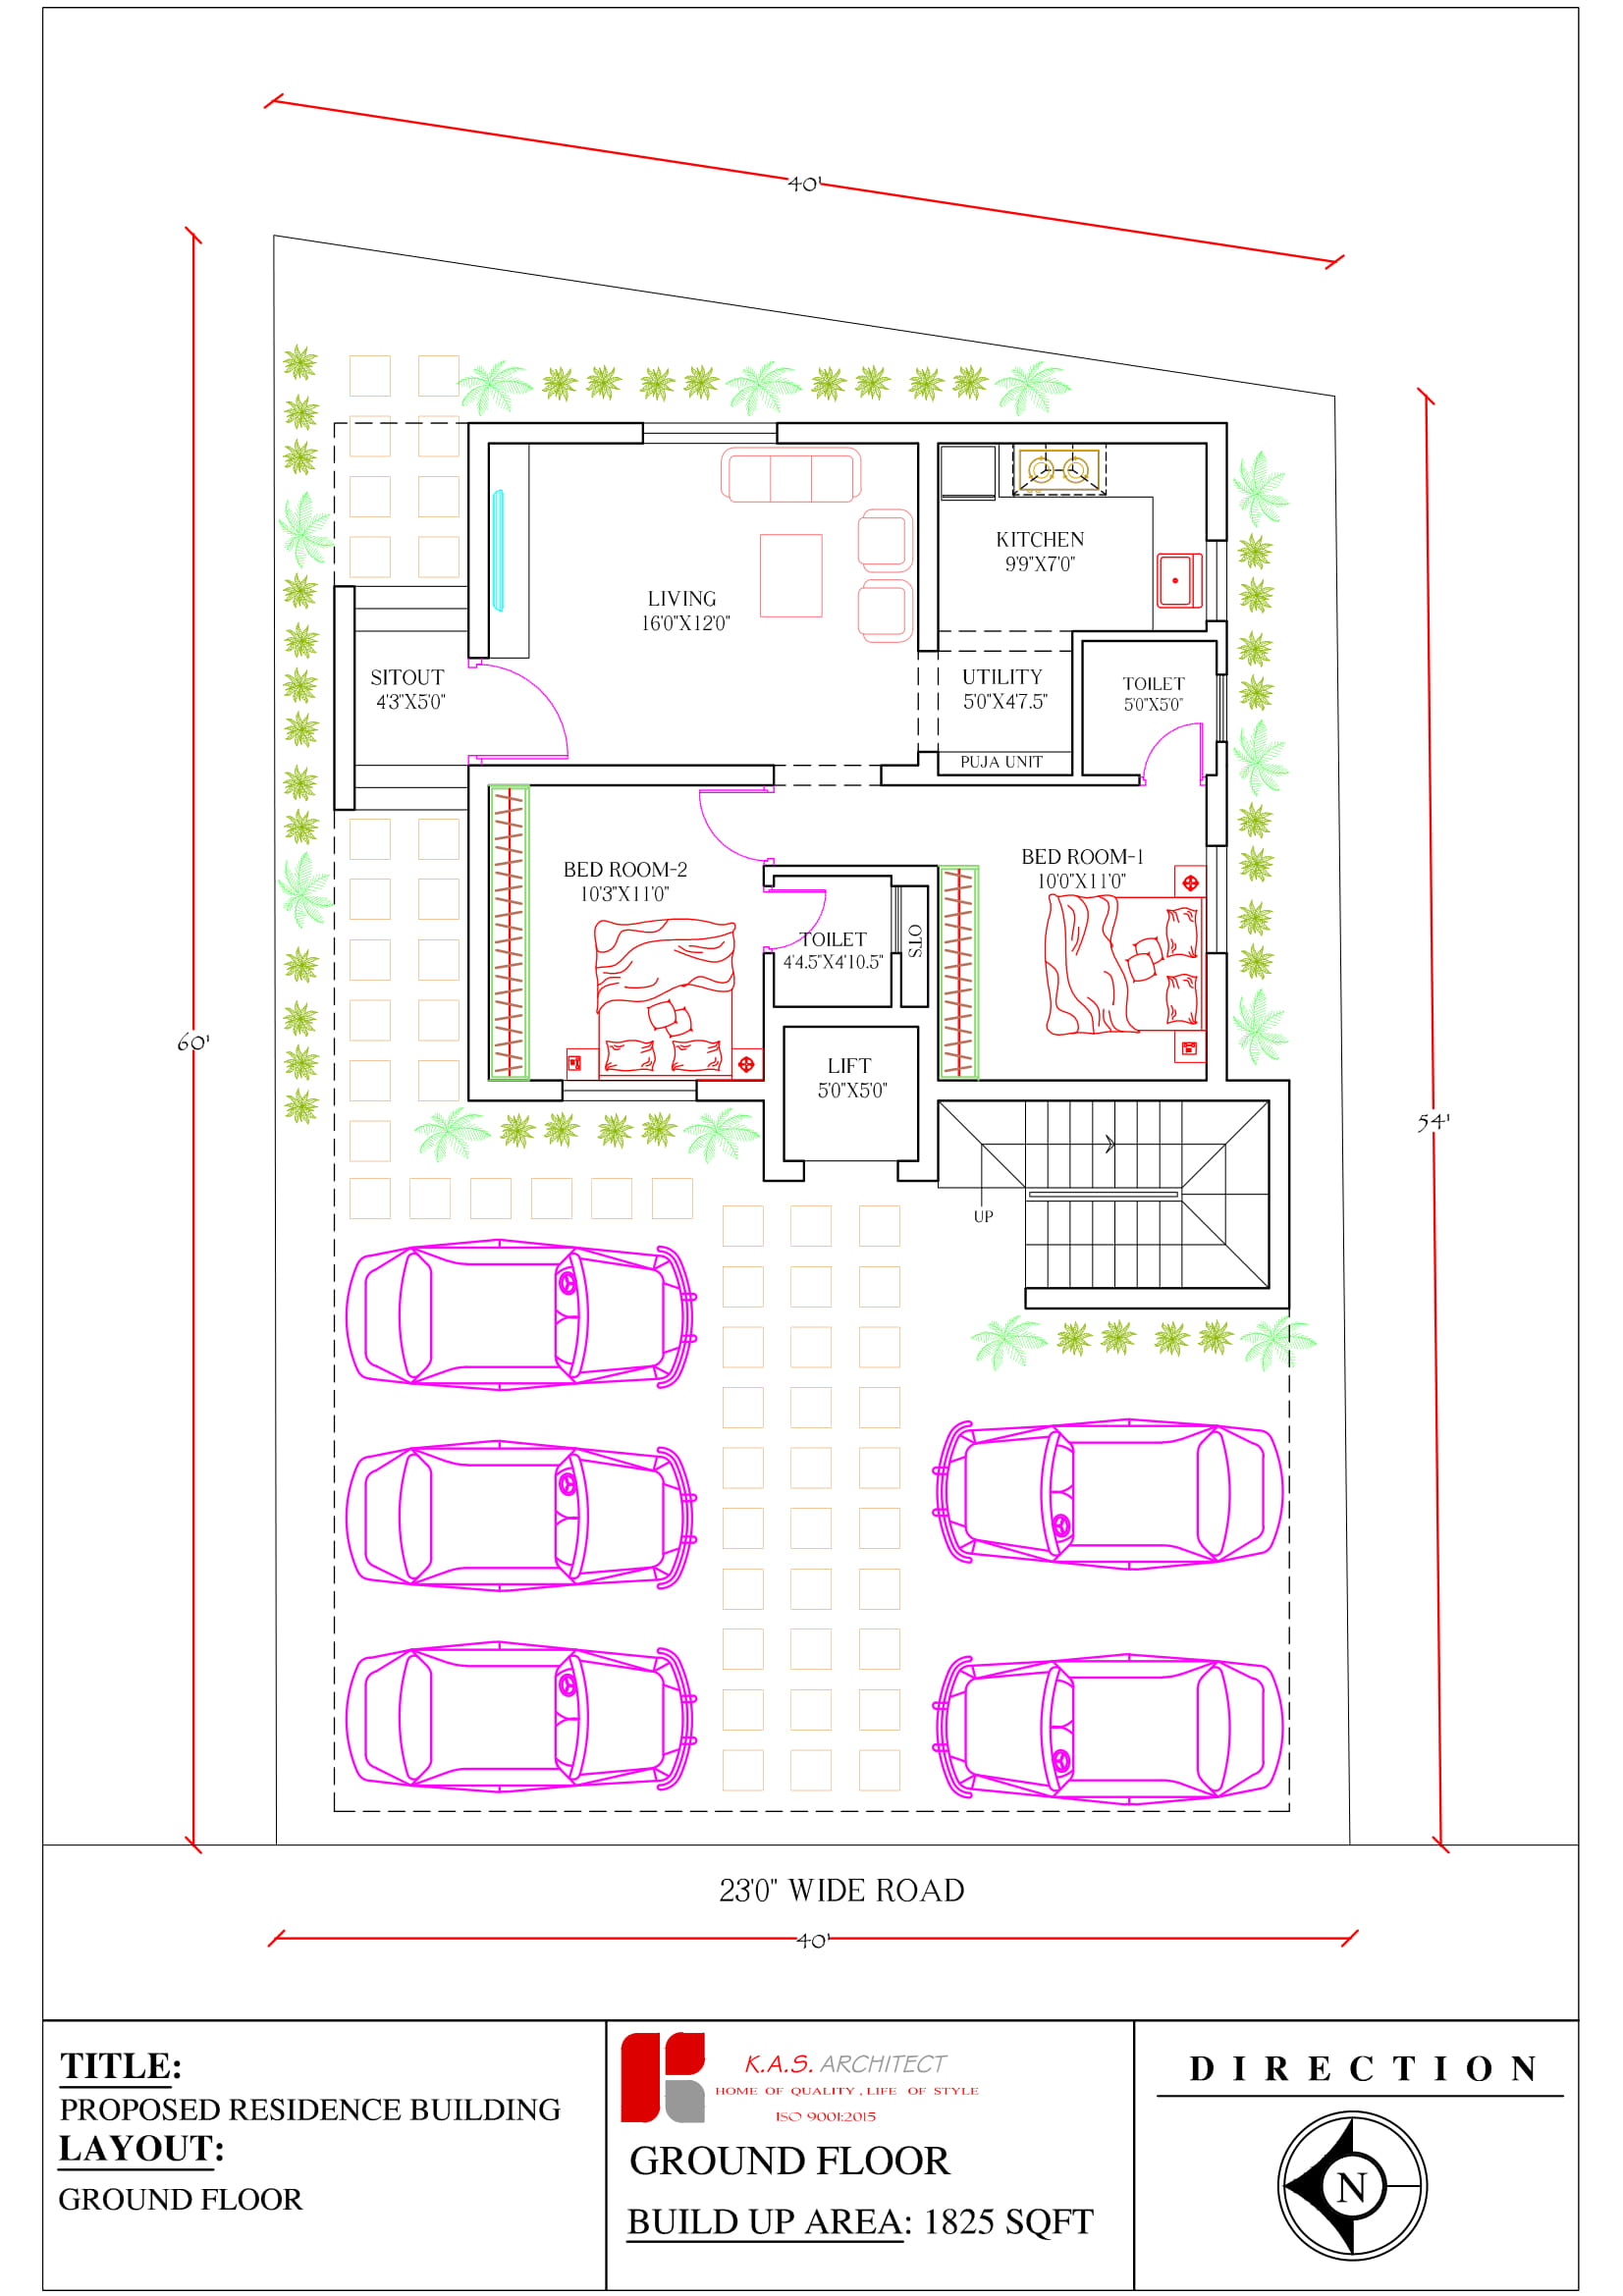 40'
KITCHEN
9'9"X7'0"
LIVING
16'0"X12'0"
SITOUT
4'3"X5'0"
UTILITY
5'0"X4'7.5"
TOILET
5'0"X5'0"
PUJA UNIT
BED ROOM-2
10'3"X11'0"
BED ROOM-1
10'0"X11'0"
TOILET
4'4.5"X4'10.5"
OTS
60'
LIFT
5'0"X5'0"
54'
UP
23'0" WIDE ROAD
40'
TITLE:
PROPOSED RESIDENCE BUILDING
LAYOUT:
GROUND FLOOR
K.A.S. ARCHITECT
HOME OF QUALITY , LIFE OF STYLE
ISO 9001:2015
GROUND FLOOR
BUILD UP AREA: 1825 SQFT
DIRECTION
N